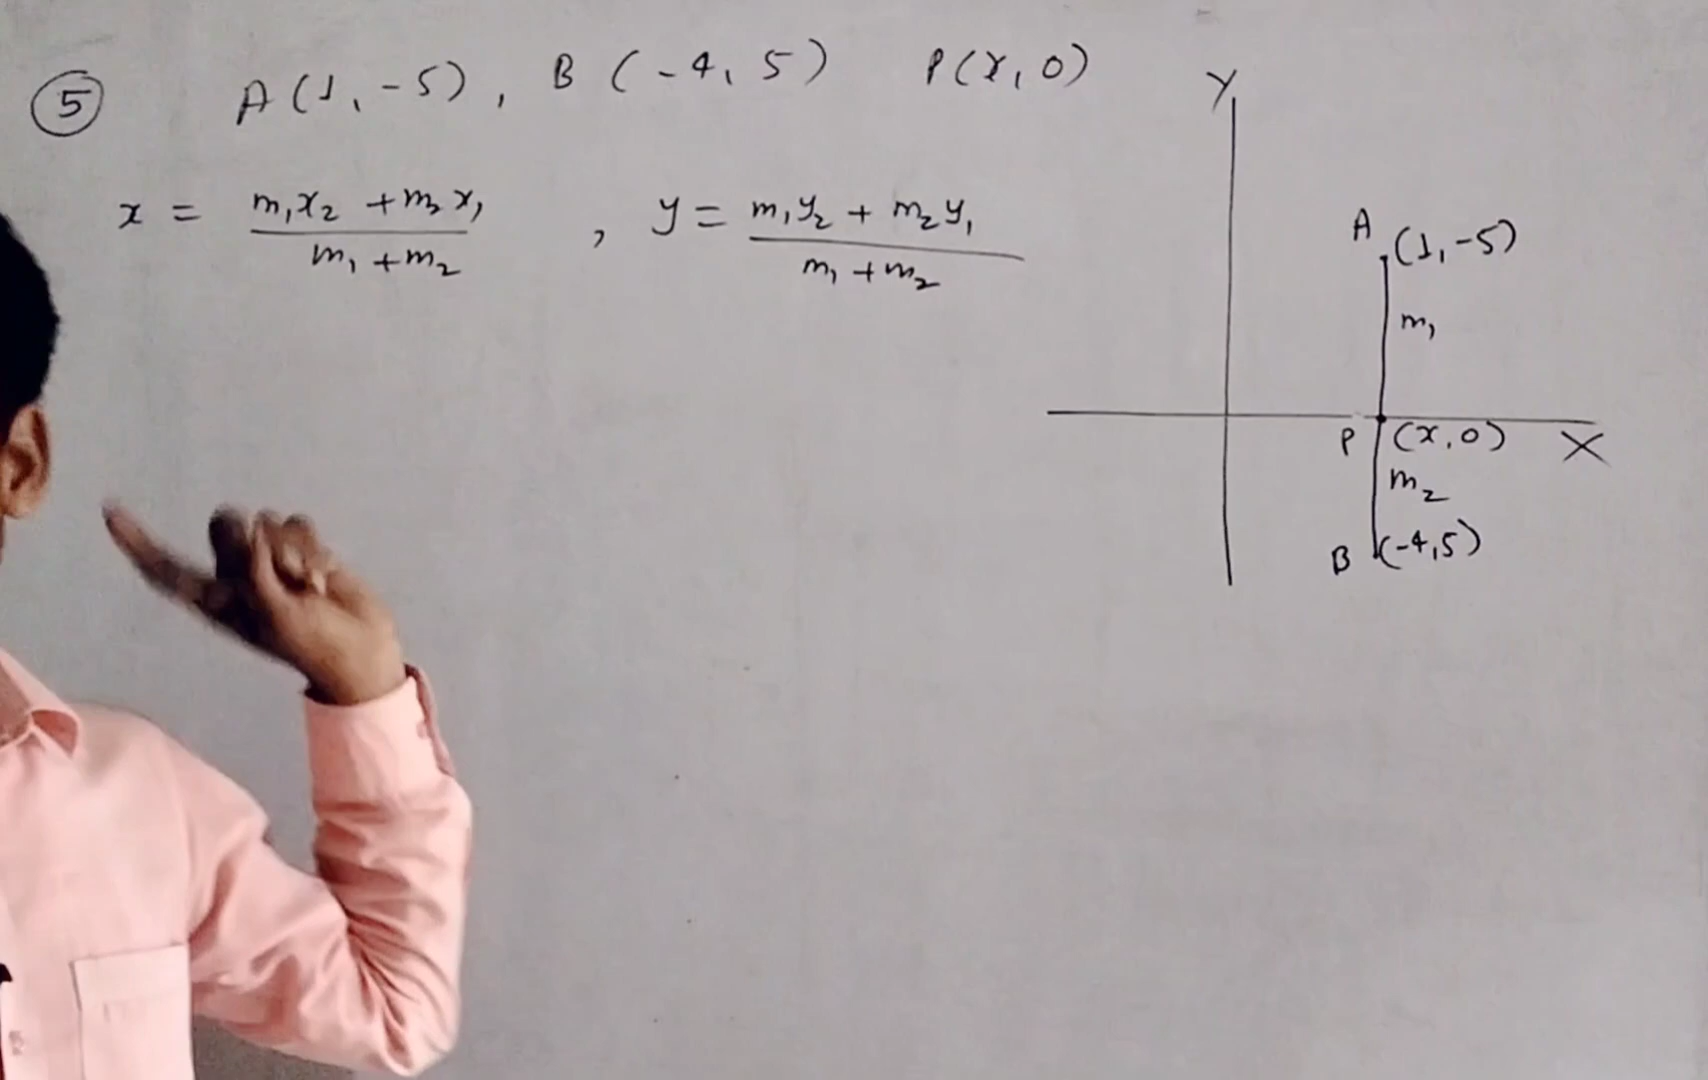 ⑤ A(1, -5), B(-4, 5) P(x, 0)
x = (m₁x₂ + m₂x₁)/(m₁ + m₂), y = (m₁y₂ + m₂y₁)/(m₁ + m₂)
Y
A (1, -5)
m₁
P (x, 0) X
m₂
B (-4, 5)